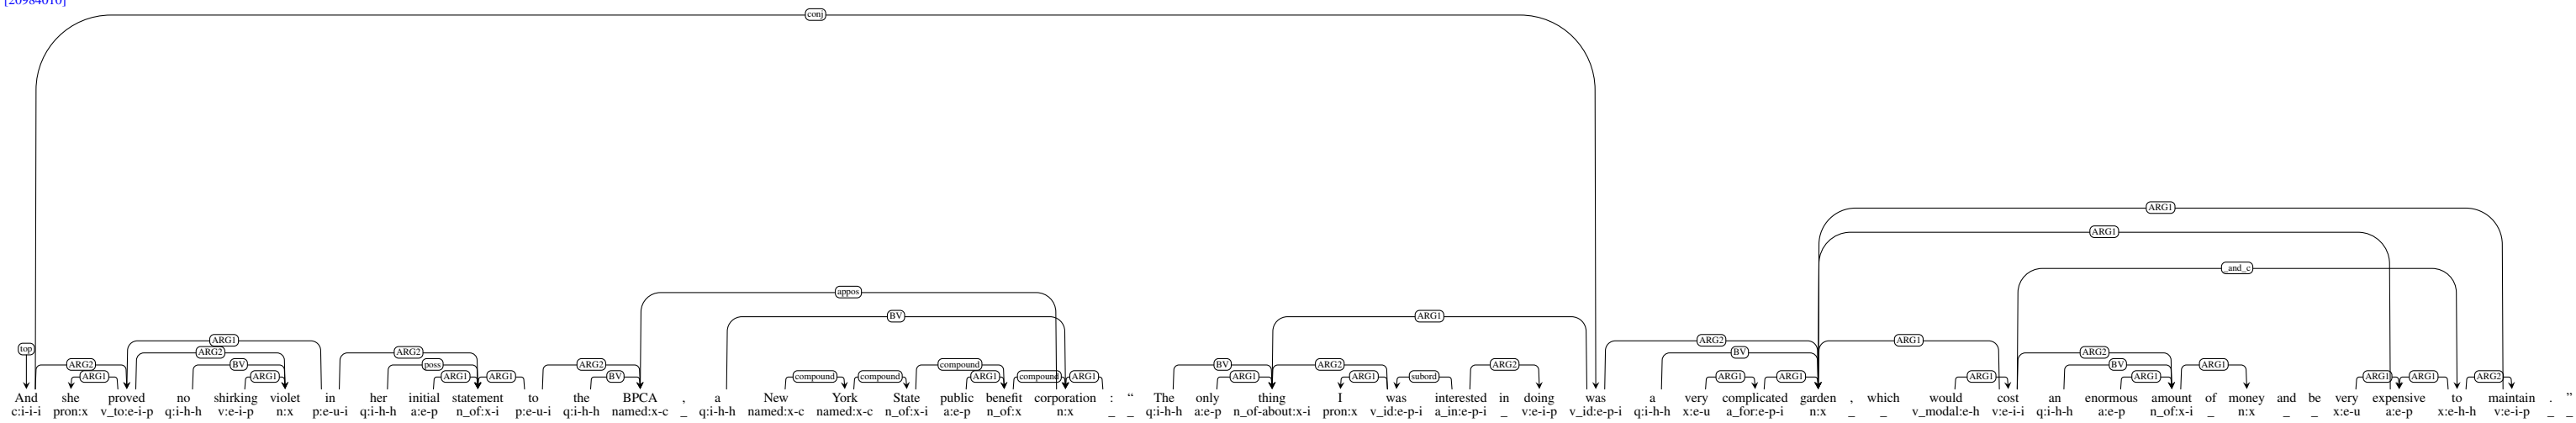 [20984010]
conj
ARG1
ARG1
_and_c
appos
BV ARG1
top ARG1 ARG2 ARG1
ARG2 ARG2 BV ARG2
ARG2 BV poss ARG2 compound BV ARG2 ARG2 BV ARG1
ARG1 ARG1 ARG1 ARG1 BV compound compound ARG1 compound ARG1 ARG1 ARG1 subord ARG1 ARG1 ARG1 ARG1 ARG1 ARG1 ARG2
And she proved no shirking violet in her initial statement to the BPCA , a New York State public benefit corporation : “ The only thing I was interested in doing was a very complicated garden , which would cost an enormous amount of money and be very expensive to maintain . ”
c:i-i-i pron:x v_to:e-i-p q:i-h-h v:e-i-p n:x p:e-u-i q:i-h-h a:e-p n_of:x-i p:e-u-i q:i-h-h named:x-c _ q:i-h-h named:x-c named:x-c n_of:x-i a:e-p n_of:x n:x _ _ q:i-h-h a:e-p n_of-about:x-i pron:x v_id:e-p-i a_in:e-p-i _ v:e-i-p v_id:e-p-i q:i-h-h x:e-u a_for:e-p-i n:x _ _ v_modal:e-h v:e-i-i q:i-h-h a:e-p n_of:x-i _ n:x _ _ x:e-u a:e-p x:e-h-h v:e-i-p _ _